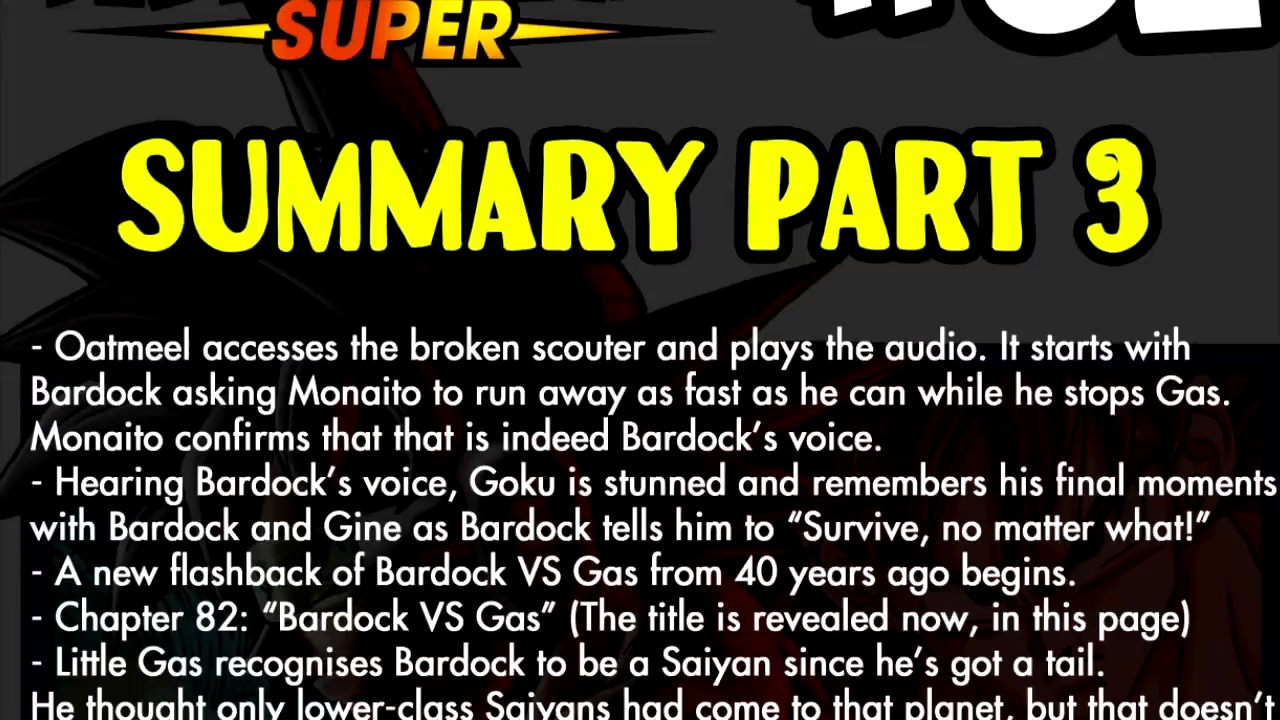 SUPER
SUMMARY PART 3
- Oatmeel accesses the broken scouter and plays the audio. It starts with
Bardock asking Monaito to run away as fast as he can while he stops Gas.
Monaito confirms that that is indeed Bardock's voice.
- Hearing Bardock's voice, Goku is stunned and remembers his final moments
with Bardock and Gine as Bardock tells him to “Survive, no matter what!”
- A new flashback of Bardock VS Gas from 40 years ago begins.
- Chapter 82: “Bardock VS Gas” (The title is revealed now, in this page)
- Little Gas recognises Bardock to be a Saiyan since he's got a tail.
He thought only lower-class Saiyans had come to that planet, but that doesn't